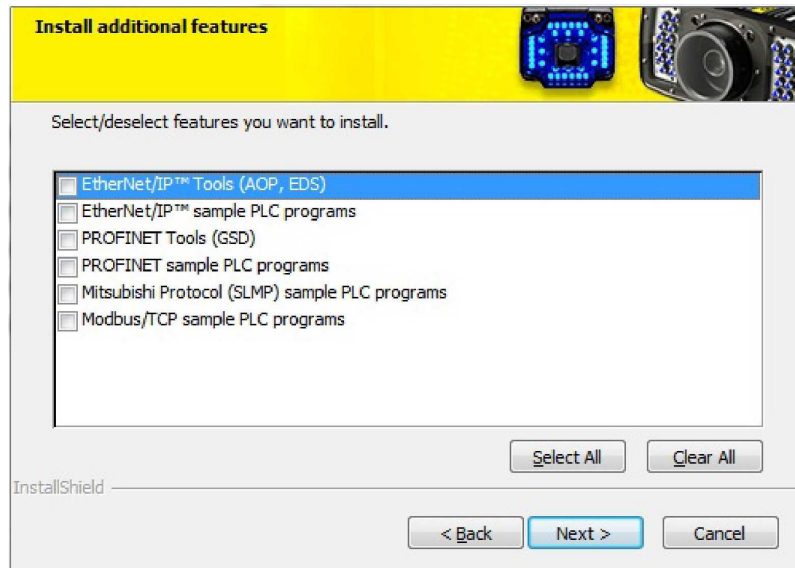 Install additional features
Select/deselect features you want to install.
EtherNet/IP™ Tools (AOP, EDS)
EtherNet/IP™ sample PLC programs
PROFINET Tools (GSD)
PROFINET sample PLC programs
Mitsubishi Protocol (SLMP) sample PLC programs
Modbus/TCP sample PLC programs
Select All Clear All
InstallShield
< Back Next > Cancel